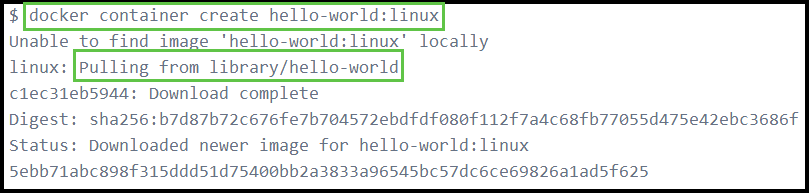 $ docker container create hello-world:linux
Unable to find image 'hello-world:linux' locally
linux: Pulling from library/hello-world
c1ec31eb5944: Download complete
Digest: sha256:b7d87b72c676fe7b704572ebdfdf080f112f7a4c68fb77055d475e42ebc3686f
Status: Downloaded newer image for hello-world:linux
5ebb71abc898f315ddd51d75400bb2a3833a96545bc57dc6ce69826a1ad5f625